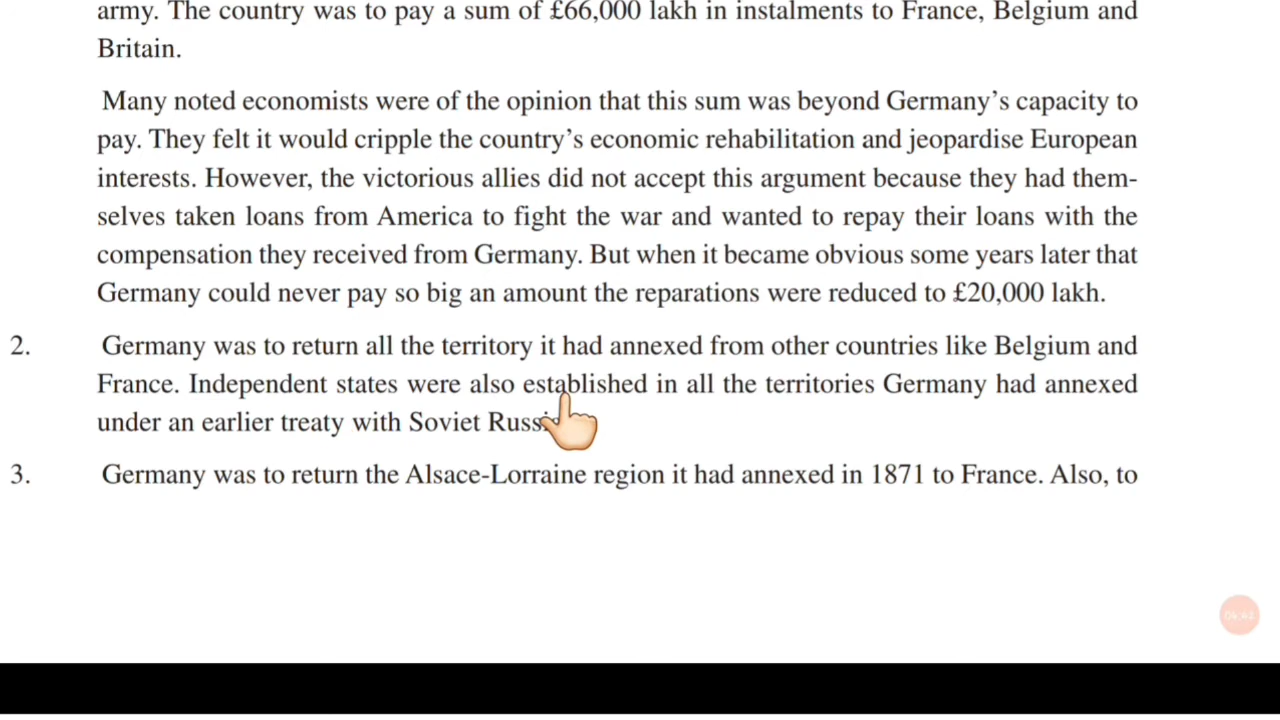 army. The country was to pay a sum of £66,000 lakh in instalments to France, Belgium and
Britain.
Many noted economists were of the opinion that this sum was beyond Germany's capacity to
pay. They felt it would cripple the country's economic rehabilitation and jeopardise European
interests. However, the victorious allies did not accept this argument because they had them-
selves taken loans from America to fight the war and wanted to repay their loans with the
compensation they received from Germany. But when it became obvious some years later that
Germany could never pay so big an amount the reparations were reduced to £20,000 lakh.
2. Germany was to return all the territory it had annexed from other countries like Belgium and
France. Independent states were also established in all the territories Germany had annexed
under an earlier treaty with Soviet
3. Germany was to return the Alsace-Lorraine region it had annexed in 1871 to France. Also, to